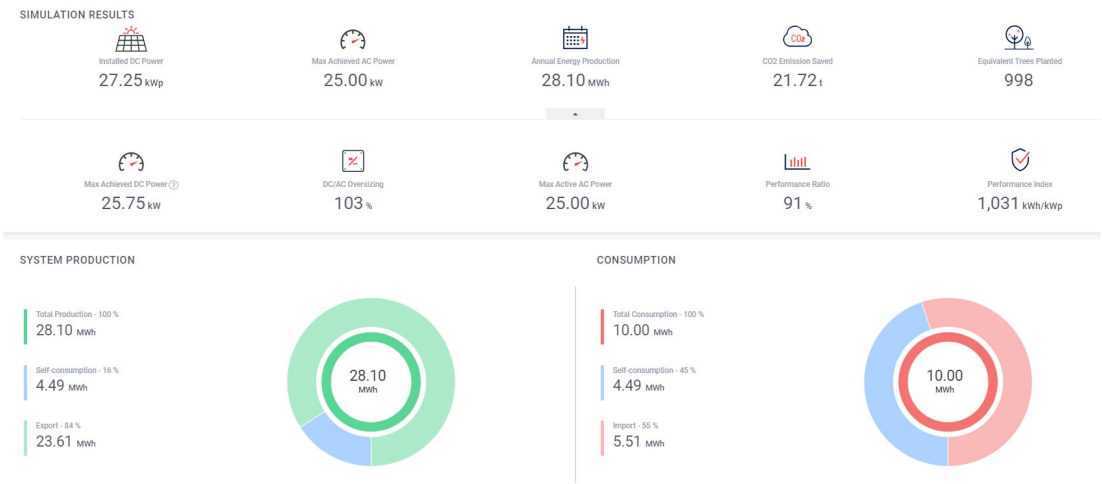 SIMULATION RESULTS
CO2
Installed DC Power
Max Achieved AC Power
Annual Energy Production
CO2 Emission Saved
Equivalent Trees Planted
27.25 kWp
25.00 kW
28.10 MWh
21.72 t
998
Max Achieved DC Power ?
DC/AC Oversizing
Max Active AC Power
Performance Ratio
Performance Index
25.75 kW
103 %
25.00 kW
91 %
1,031 kWh/kWp
SYSTEM PRODUCTION
Total Production - 100 %
28.10 MWh
Self-consumption - 16 %
4.49 MWh
Export - 84 %
23.61 MWh
28.10
MWh
CONSUMPTION
Total Consumption - 100 %
10.00 MWh
Self-consumption - 45 %
4.49 MWh
Import - 55 %
5.51 MWh
10.00
MWh